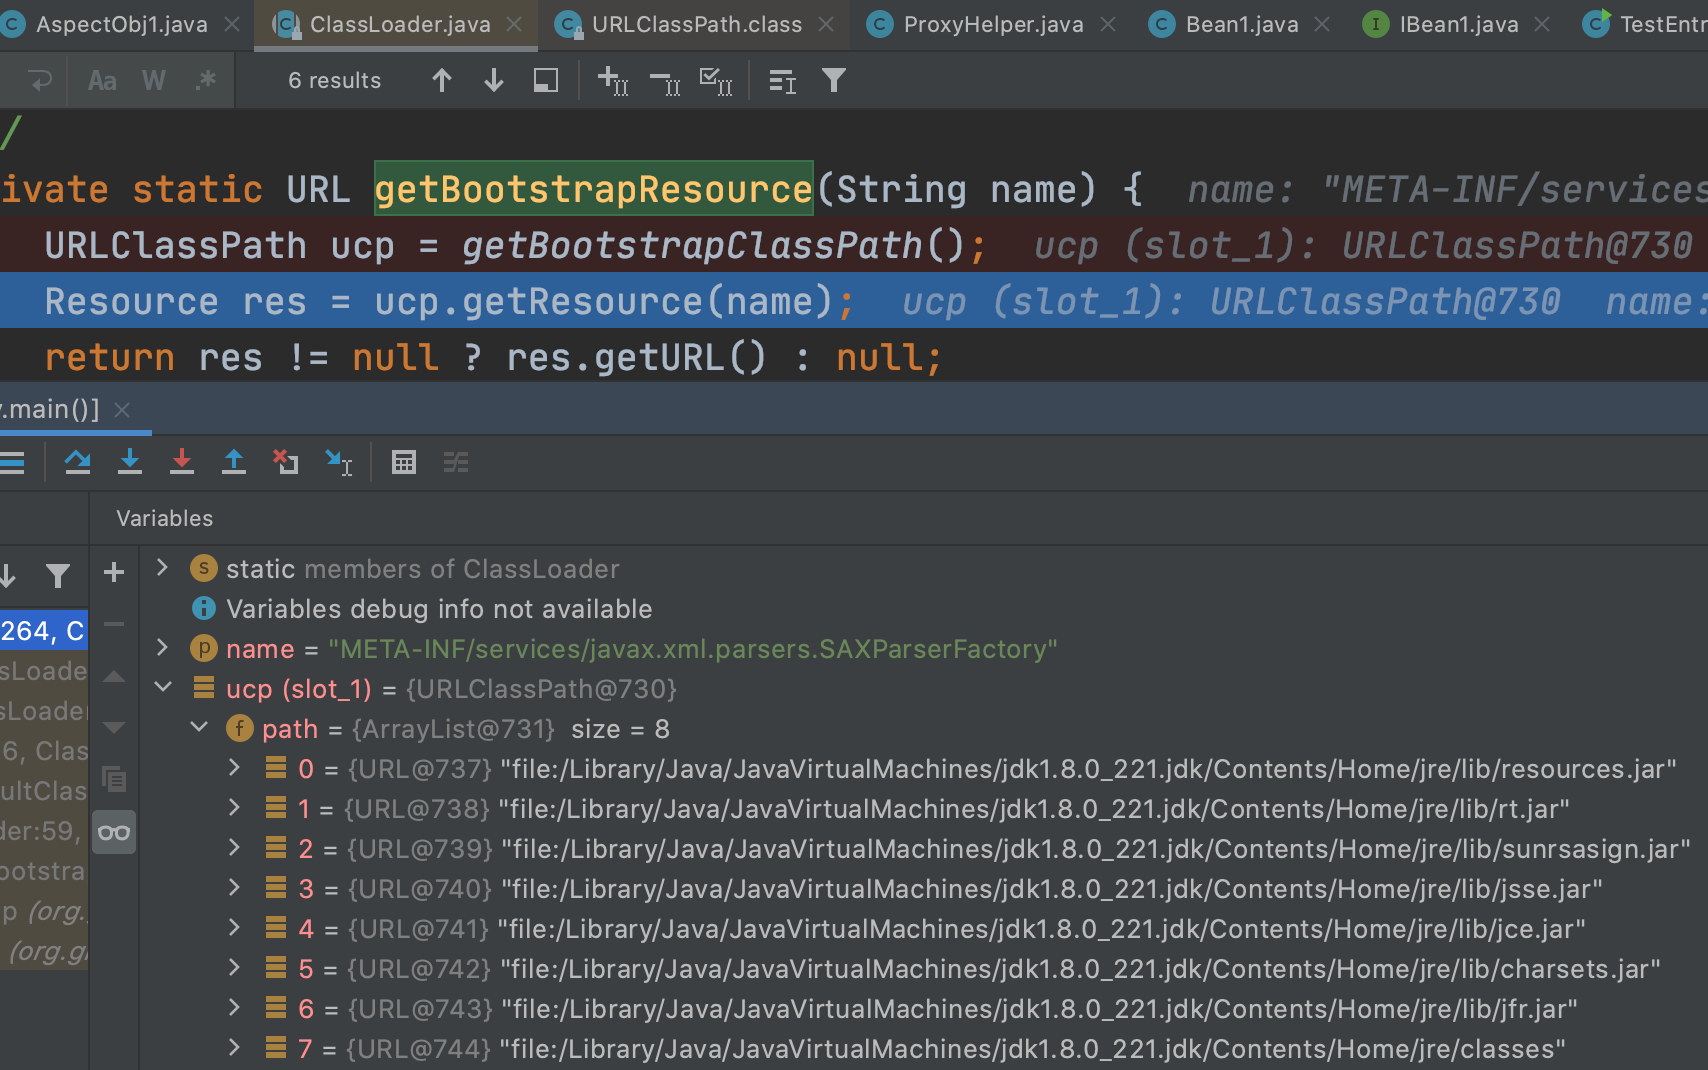 AspectObj1.java ClassLoader.java URLClassPath.class ProxyHelper.java Bean1.java IBean1.java TestEntr
Aa W .* 6 results
/
ivate static URL getBootstrapResource(String name) { name: "META-INF/services
URLClassPath ucp = getBootstrapClassPath(); ucp (slot_1): URLClassPath@730
Resource res = ucp.getResource(name); ucp (slot_1): URLClassPath@730 name:
return res != null ? res.getURL() : null;
.main()]
Variables
static members of ClassLoader
Variables debug info not available
264, C
name = "META-INF/services/javax.xml.parsers.SAXParserFactory"
sLoade
ucp (slot_1) = {URLClassPath@730}
sLoade
path = {ArrayList@731} size = 8
6, Clas
0 = {URL@737} "file:/Library/Java/JavaVirtualMachines/jdk1.8.0_221.jdk/Contents/Home/jre/lib/resources.jar"
ultClas
1 = {URL@738} "file:/Library/Java/JavaVirtualMachines/jdk1.8.0_221.jdk/Contents/Home/jre/lib/rt.jar"
der:59,
2 = {URL@739} "file:/Library/Java/JavaVirtualMachines/jdk1.8.0_221.jdk/Contents/Home/jre/lib/sunrsasign.jar"
ootstra
3 = {URL@740} "file:/Library/Java/JavaVirtualMachines/jdk1.8.0_221.jdk/Contents/Home/jre/lib/jsse.jar"
p (org.
4 = {URL@741} "file:/Library/Java/JavaVirtualMachines/jdk1.8.0_221.jdk/Contents/Home/jre/lib/jce.jar"
(org.g
5 = {URL@742} "file:/Library/Java/JavaVirtualMachines/jdk1.8.0_221.jdk/Contents/Home/jre/lib/charsets.jar"
6 = {URL@743} "file:/Library/Java/JavaVirtualMachines/jdk1.8.0_221.jdk/Contents/Home/jre/lib/jfr.jar"
7 = {URL@744} "file:/Library/Java/JavaVirtualMachines/jdk1.8.0_221.jdk/Contents/Home/jre/classes"